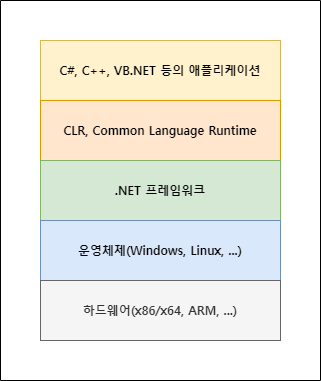 C#, C++, VB.NET 등의 애플리케이션
CLR, Common Language Runtime
.NET 프레임워크
운영체제(Windows, Linux, ...)
하드웨어(x86/x64, ARM, ...)